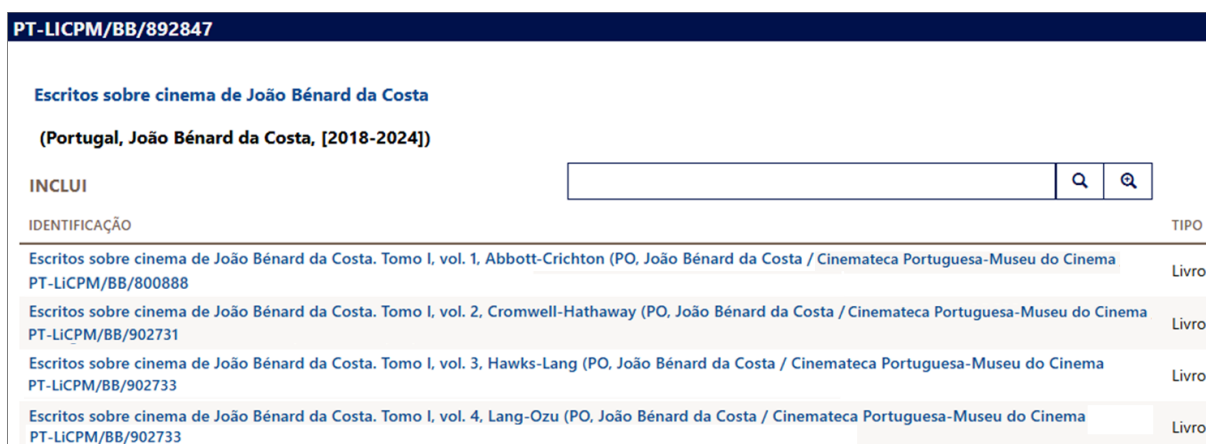 PT-LICPM/BB/892847
Escritos sobre cinema de João Bénard da Costa
(Portugal, João Bénard da Costa, [2018-2024])
INCLUI
IDENTIFICAÇÃO TIPO
Escritos sobre cinema de João Bénard da Costa. Tomo I, vol. 1, Abbott-Crichton (PO, João Bénard da Costa / Cinemateca Portuguesa-Museu do Cinema
PT-LiCPM/BB/800888 Livro
Escritos sobre cinema de João Bénard da Costa. Tomo I, vol. 2, Cromwell-Hathaway (PO, João Bénard da Costa / Cinemateca Portuguesa-Museu do Cinema
PT-LiCPM/BB/902731 Livro
Escritos sobre cinema de João Bénard da Costa. Tomo I, vol. 3, Hawks-Lang (PO, João Bénard da Costa / Cinemateca Portuguesa-Museu do Cinema
PT-LiCPM/BB/902733 Livro
Escritos sobre cinema de João Bénard da Costa. Tomo I, vol. 4, Lang-Ozu (PO, João Bénard da Costa / Cinemateca Portuguesa-Museu do Cinema
PT-LiCPM/BB/902733 Livro